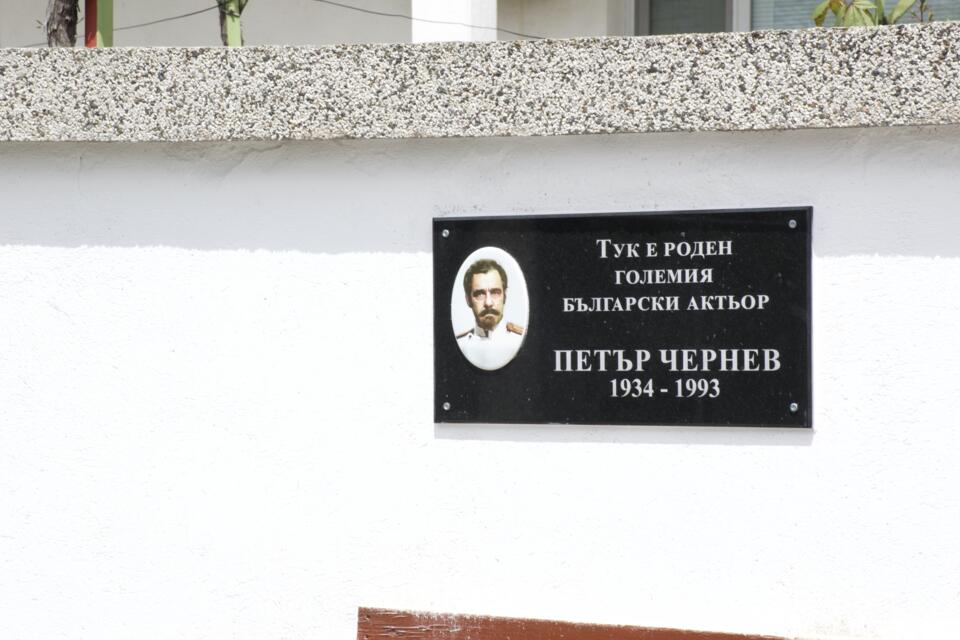 Тук е роден
големия
български актьор
ПЕТЪР ЧЕРНЕВ
1934 - 1993